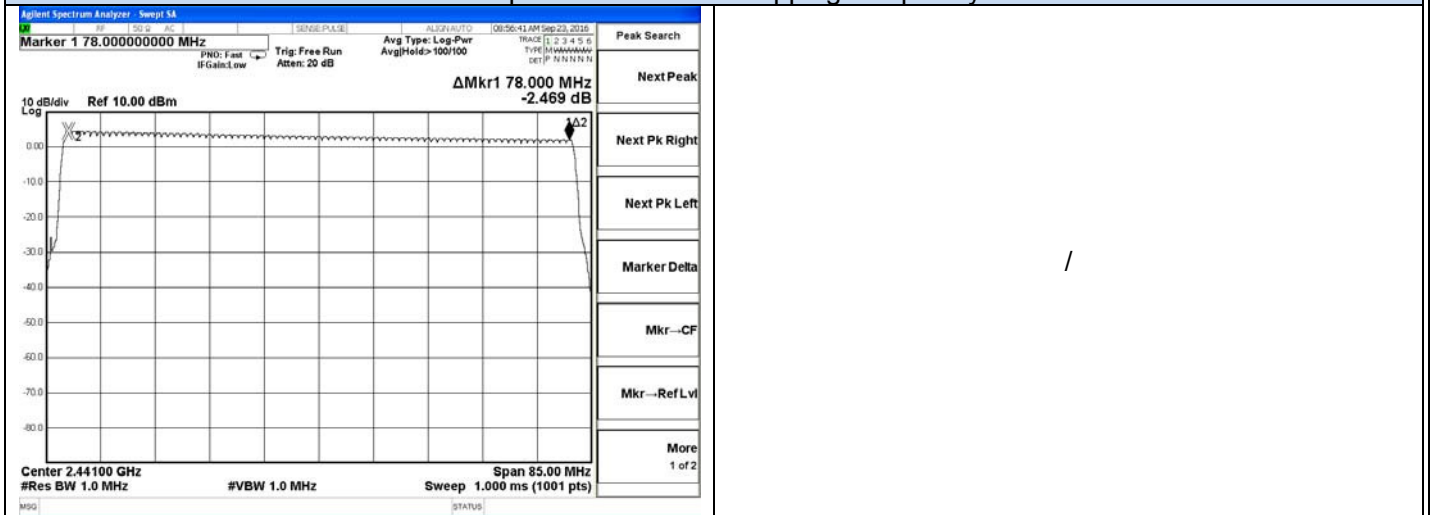 Agilent Spectrum Analyzer - Swept SA
RF 50 Ω AC SENSE:PULSE ALIGN AUTO 08:56:41 AM Sep 23, 2016
Marker 1 78.000000000 MHz
PNO: Fast
IFGain:Low
Trig: Free Run
Atten: 20 dB
Avg Type: Log-Pwr
Avg|Hold:> 100/100
TRACE 1 2 3 4 5 6
TYPE M
DET P N N N N N
ΔMkr1 78.000 MHz
-2.469 dB
10 dB/div Ref 10.00 dBm
Log
2
1Δ2
0.00
-10.0
-20.0
-30.0
-40.0
-50.0
-60.0
-70.0
-80.0
Center 2.44100 GHz Span 85.00 MHz
#Res BW 1.0 MHz #VBW 1.0 MHz Sweep 1.000 ms (1001 pts)
MSG STATUS
Peak Search
Next Peak
Next Pk Right
Next Pk Left
Marker Delta
Mkr→CF
Mkr→Ref Lvl
More
1 of 2
/